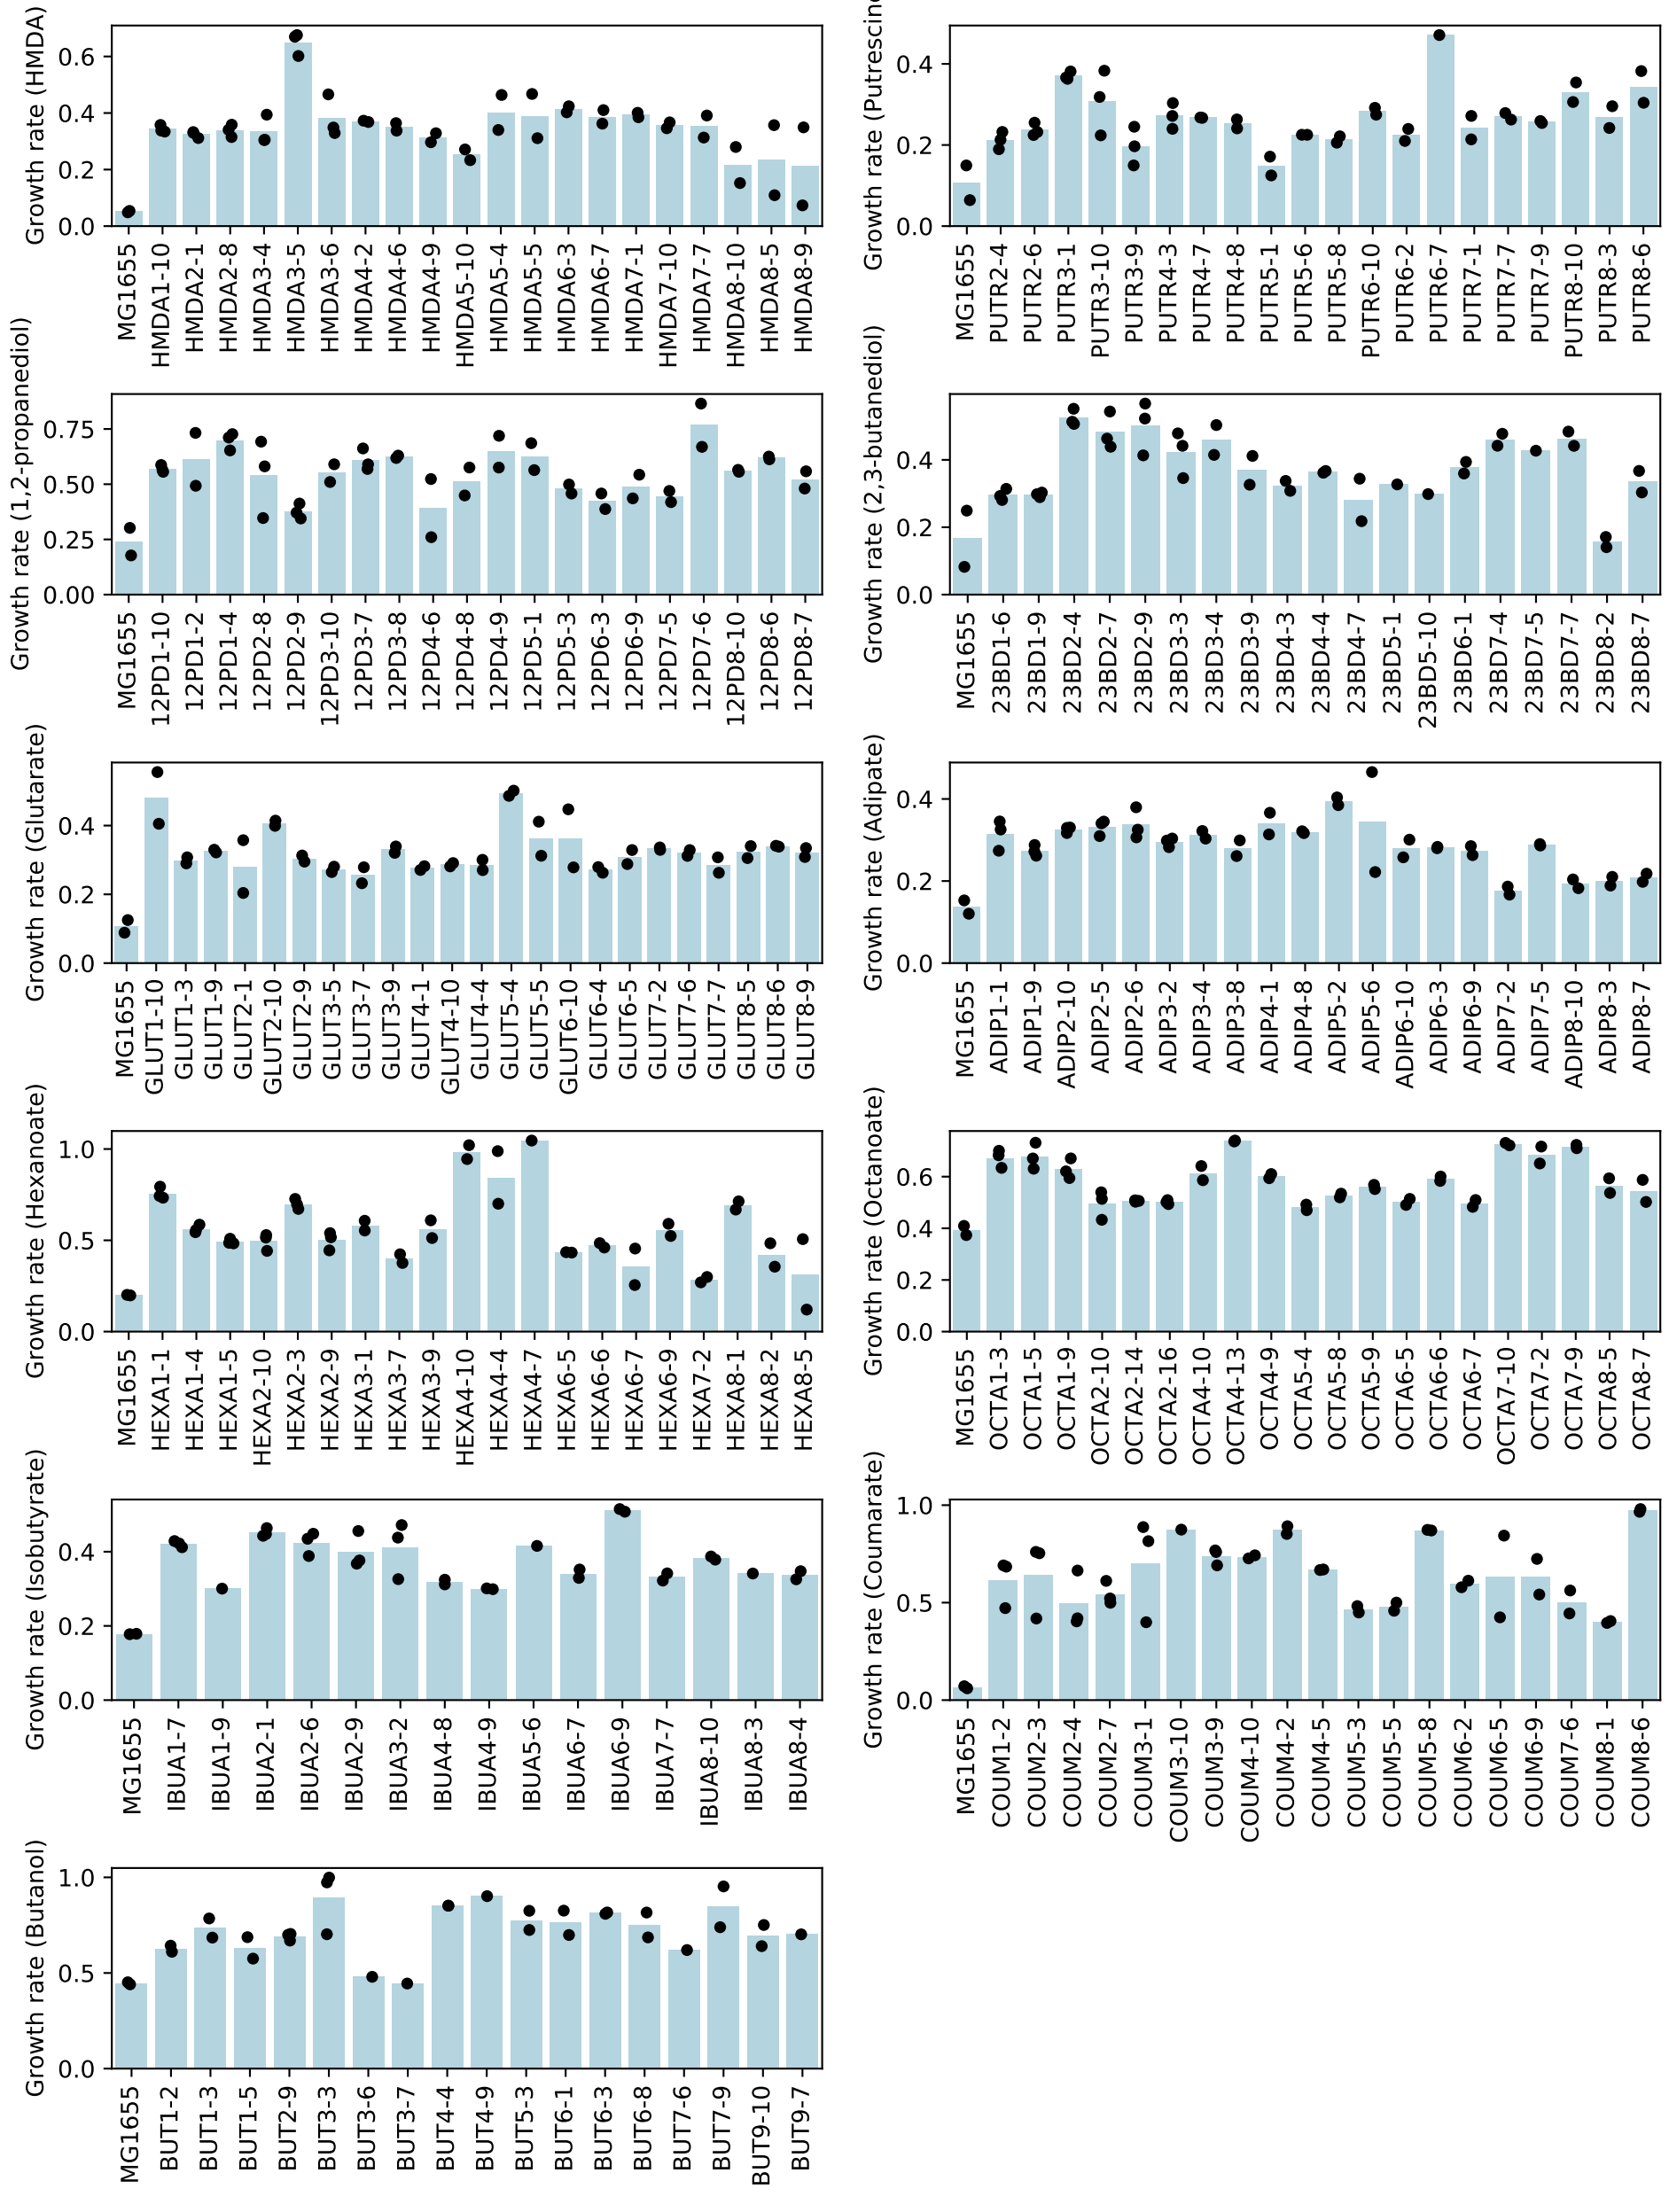 Growth rate (HMDA)
0.6
0.4
0.2
0.0
MG1655
HMDA1-10
HMDA2-1
HMDA2-8
HMDA3-4
HMDA3-5
HMDA3-6
HMDA4-2
HMDA4-6
HMDA4-9
HMDA5-10
HMDA5-4
HMDA5-5
HMDA6-3
HMDA6-7
HMDA7-1
HMDA7-10
HMDA7-7
HMDA8-10
HMDA8-5
HMDA8-9
Growth rate (Putrescine
0.4
0.2
0.0
MG1655
PUTR2-4
PUTR2-6
PUTR3-1
PUTR3-10
PUTR3-9
PUTR4-3
PUTR4-7
PUTR4-8
PUTR5-1
PUTR5-6
PUTR5-8
PUTR6-10
PUTR6-2
PUTR6-7
PUTR7-1
PUTR7-7
PUTR7-9
PUTR8-10
PUTR8-3
PUTR8-6
Growth rate (1,2-propanediol)
0.75
0.50
0.25
0.00
MG1655
12PD1-10
12PD1-2
12PD1-4
12PD2-8
12PD2-9
12PD3-10
12PD3-7
12PD3-8
12PD4-6
12PD4-8
12PD4-9
12PD5-1
12PD5-3
12PD6-3
12PD6-9
12PD7-5
12PD7-6
12PD8-10
12PD8-6
12PD8-7
Growth rate (2,3-butanediol)
0.4
0.2
0.0
MG1655
23BD1-6
23BD1-9
23BD2-4
23BD2-7
23BD2-9
23BD3-3
23BD3-4
23BD3-9
23BD4-3
23BD4-4
23BD4-7
23BD5-1
23BD5-10
23BD6-1
23BD7-4
23BD7-5
23BD7-7
23BD8-2
23BD8-7
Growth rate (Glutarate)
0.4
0.2
0.0
MG1655
GLUT1-10
GLUT1-3
GLUT1-9
GLUT2-1
GLUT2-10
GLUT2-9
GLUT3-5
GLUT3-7
GLUT3-9
GLUT4-1
GLUT4-10
GLUT4-4
GLUT5-4
GLUT5-5
GLUT6-10
GLUT6-4
GLUT6-5
GLUT7-2
GLUT7-6
GLUT7-7
GLUT8-5
GLUT8-6
GLUT8-9
Growth rate (Adipate)
0.4
0.2
0.0
MG1655
ADIP1-1
ADIP1-9
ADIP2-10
ADIP2-5
ADIP2-6
ADIP3-2
ADIP3-4
ADIP3-8
ADIP4-1
ADIP4-8
ADIP5-2
ADIP5-6
ADIP6-10
ADIP6-3
ADIP6-9
ADIP7-2
ADIP7-5
ADIP8-10
ADIP8-3
ADIP8-7
Growth rate (Hexanoate)
1.0
0.5
0.0
MG1655
HEXA1-1
HEXA1-4
HEXA1-5
HEXA2-10
HEXA2-3
HEXA2-9
HEXA3-1
HEXA3-7
HEXA3-9
HEXA4-10
HEXA4-4
HEXA4-7
HEXA6-5
HEXA6-6
HEXA6-7
HEXA6-9
HEXA7-2
HEXA8-1
HEXA8-2
HEXA8-5
Growth rate (Octanoate)
0.6
0.4
0.2
0.0
MG1655
OCTA1-3
OCTA1-5
OCTA1-9
OCTA2-10
OCTA2-14
OCTA2-16
OCTA4-10
OCTA4-13
OCTA4-9
OCTA5-4
OCTA5-8
OCTA5-9
OCTA6-5
OCTA6-6
OCTA6-7
OCTA7-10
OCTA7-2
OCTA7-9
OCTA8-5
OCTA8-7
Growth rate (Isobutyrate)
0.4
0.2
0.0
MG1655
IBUA1-7
IBUA1-9
IBUA2-1
IBUA2-6
IBUA2-9
IBUA3-2
IBUA4-8
IBUA4-9
IBUA5-6
IBUA6-7
IBUA6-9
IBUA7-7
IBUA8-10
IBUA8-3
IBUA8-4
Growth rate (Coumarate)
1.0
0.5
0.0
MG1655
COUM1-2
COUM2-3
COUM2-4
COUM2-7
COUM3-1
COUM3-10
COUM3-9
COUM4-10
COUM4-2
COUM4-5
COUM5-3
COUM5-5
COUM5-8
COUM6-2
COUM6-5
COUM6-9
COUM7-6
COUM8-1
COUM8-6
Growth rate (Butanol)
1.0
0.5
0.0
MG1655
BUT1-2
BUT1-3
BUT1-5
BUT2-9
BUT3-3
BUT3-6
BUT3-7
BUT4-4
BUT4-9
BUT5-3
BUT6-1
BUT6-3
BUT6-8
BUT7-6
BUT7-9
BUT9-10
BUT9-7